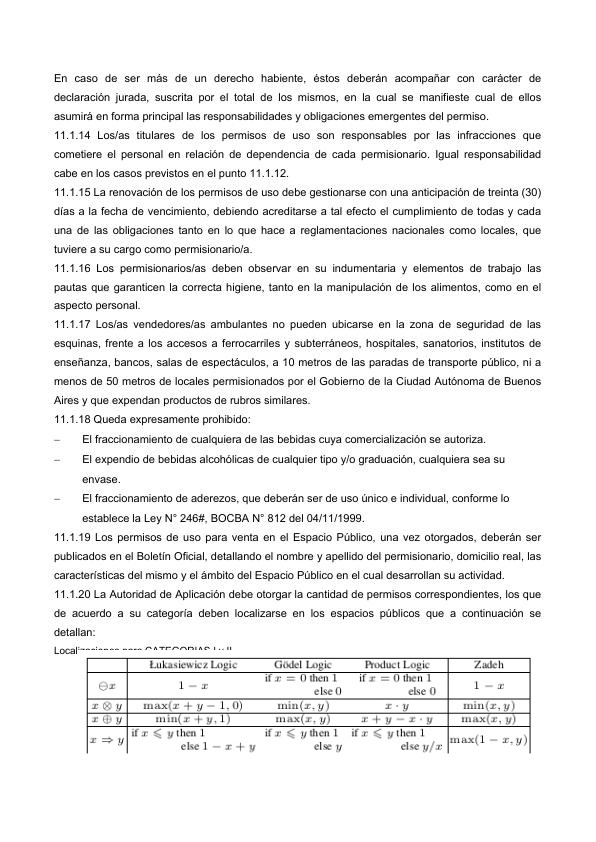 En caso de ser más de un derecho habiente, éstos deberán acompañar con carácter de
declaración jurada, suscrita por el total de los mismos, en la cual se manifieste cual de ellos
asumirá en forma principal las responsabilidades y obligaciones emergentes del permiso.
11.1.14 Los/as titulares de los permisos de uso son responsables por las infracciones que
cometiere el personal en relación de dependencia de cada permisionario. Igual responsabilidad
cabe en los casos previstos en el punto 11.1.12.
11.1.15 La renovación de los permisos de uso debe gestionarse con una anticipación de treinta (30)
días a la fecha de vencimiento, debiendo acreditarse a tal efecto el cumplimiento de todas y cada
una de las obligaciones tanto en lo que hace a reglamentaciones nacionales como locales, que
tuviere a su cargo como permisionario/a.
11.1.16 Los permisionarios/as deben observar en su indumentaria y elementos de trabajo las
pautas que garanticen la correcta higiene, tanto en la manipulación de los alimentos, como en el
aspecto personal.
11.1.17 Los/as vendedores/as ambulantes no pueden ubicarse en la zona de seguridad de las
esquinas, frente a los accesos a ferrocarriles y subterráneos, hospitales, sanatorios, institutos de
enseñanza, bancos, salas de espectáculos, a 10 metros de las paradas de transporte público, ni a
menos de 50 metros de locales permisionados por el Gobierno de la Ciudad Autónoma de Buenos
Aires y que expendan productos de rubros similares.
11.1.18 Queda expresamente prohibido:
– El fraccionamiento de cualquiera de las bebidas cuya comercialización se autoriza.
– El expendio de bebidas alcohólicas de cualquier tipo y/o graduación, cualquiera sea su
envase.
– El fraccionamiento de aderezos, que deberán ser de uso único e individual, conforme lo
establece la Ley N° 246#, BOCBA N° 812 del 04/11/1999.
11.1.19 Los permisos de uso para venta en el Espacio Público, una vez otorgados, deberán ser
publicados en el Boletín Oficial, detallando el nombre y apellido del permisionario, domicilio real, las
características del mismo y el ámbito del Espacio Público en el cual desarrollan su actividad.
11.1.20 La Autoridad de Aplicación debe otorgar la cantidad de permisos correspondientes, los que
de acuerdo a su categoría deben localizarse en los espacios públicos que a continuación se
detallan:
Localizaciones para CATEGORIAS I y II
Łukasiewicz Logic Gödel Logic Product Logic Zadeh
⊖x 1 − x if x = 0 then 1 else 0 if x = 0 then 1 else 0 1 − x
x ⊗ y max(x + y − 1, 0) min(x, y) x · y min(x, y)
x ⊕ y min(x + y, 1) max(x, y) x + y − x · y max(x, y)
x ⇒ y if x ⩽ y then 1 else 1 − x + y if x ⩽ y then 1 else y if x ⩽ y then 1 else y/x max(1 − x, y)